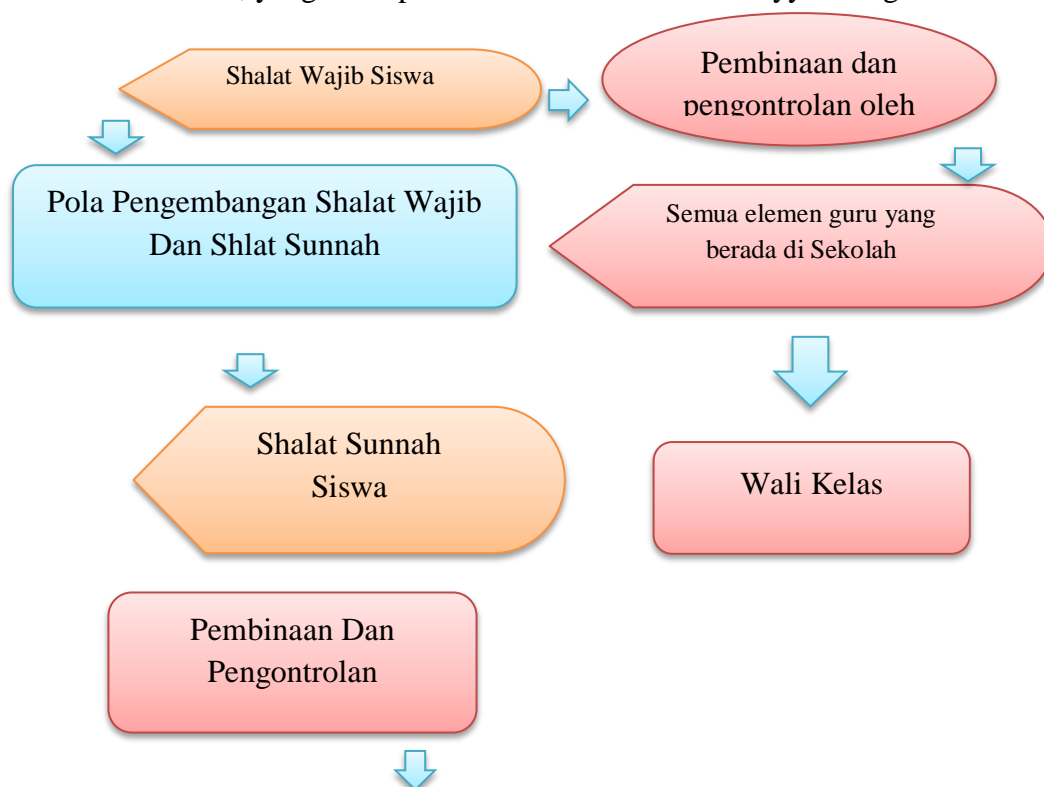 Shalat Wajib Siswa
Pembinaan dan
pengontrolan oleh
Pola Pengembangan Shalat Wajib
Dan Shlat Sunnah
Semua elemen guru yang
berada di Sekolah
Shalat Sunnah
Siswa
Wali Kelas
Pembinaan Dan
Pengontrolan